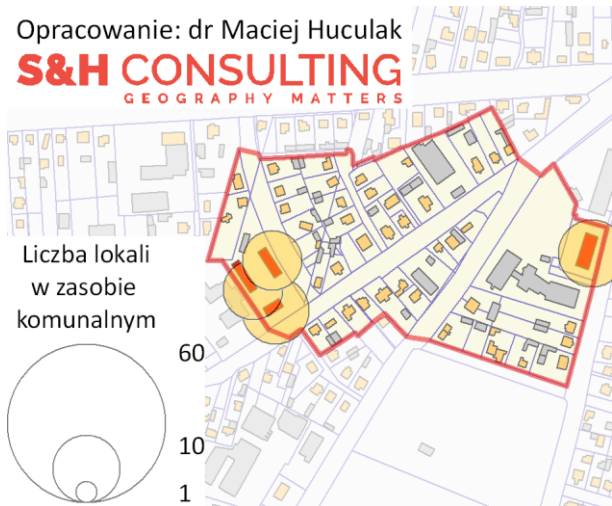 Opracowanie: dr Maciej Huculak
S&H CONSULTING
GEOGRAPHY MATTERS
Liczba lokali
w zasobie
komunalnym
60
10
1